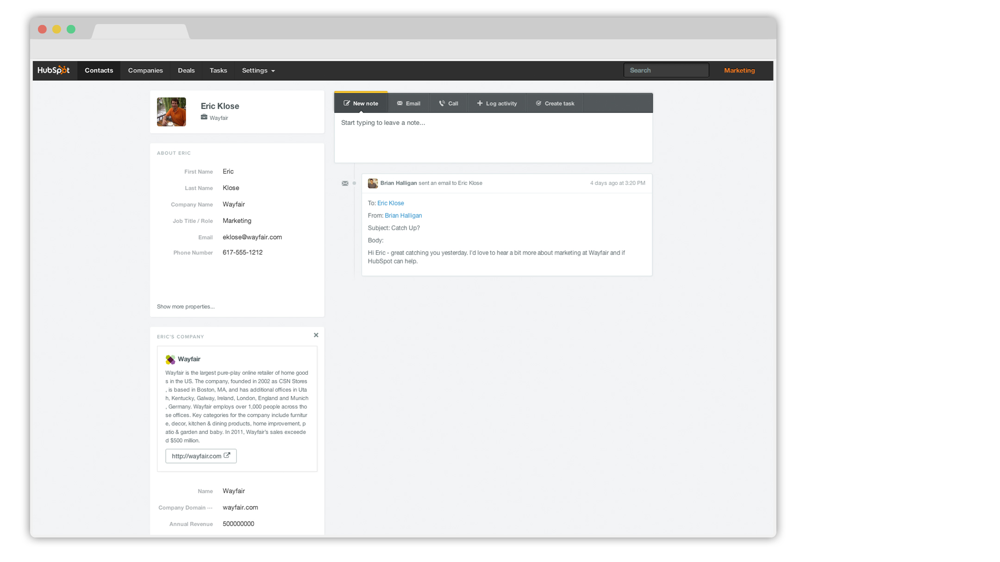 HubSpot Contacts Companies Deals Tasks Settings Search Marketing
Eric Klose
Wayfair
ABOUT ERIC
First Name Eric
Last Name Klose
Company Name Wayfair
Job Title / Role Marketing
Email eklose@wayfair.com
Phone Number 617-555-1212
Show more properties...
ERIC'S COMPANY
Wayfair
Wayfair is the largest pure-play online retailer of home good
s in the US. The company, founded in 2002 as CSN Stores
, is based in Boston, MA, and has additional offices in Uta
h, Kentucky, Galway, Ireland, London, England and Munich
, Germany. Wayfair employs over 1,000 people across tho
se offices. Key categories for the company include furnitur
e, decor, kitchen & dining products, home improvement, p
atio & garden and baby. In 2011, Wayfair's sales exceede
d $500 million.
http://wayfair.com
Name Wayfair
Company Domain ··· wayfair.com
Annual Revenue 500000000
New note Email Call Log activity Create task
Start typing to leave a note...
Brian Halligan sent an email to Eric Klose 4 days ago at 3:20 PM
To: Eric Klose
From: Brian Halligan
Subject: Catch Up?
Body:
Hi Eric - great catching you yesterday. I'd love to hear a bit more about marketing at Wayfair and if
HubSpot can help.